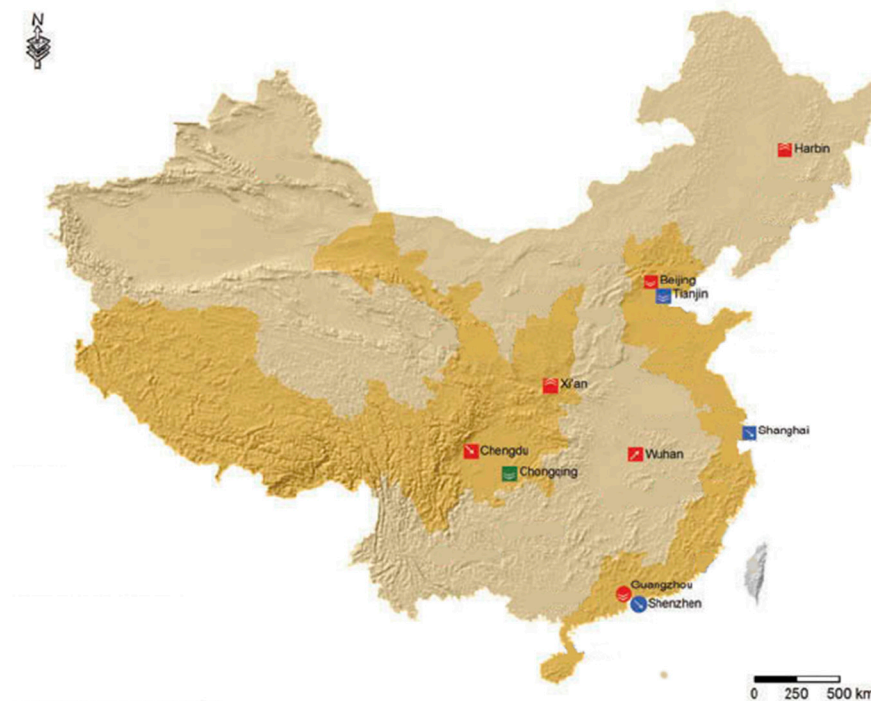 N
Harbin
Beijing
Tianjin
Xi'an
Shanghai
Chengdu
Wuhan
Chongqing
Guangzhou
Shenzhen
0 250 500 km